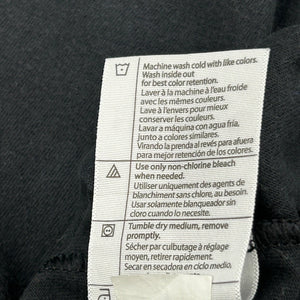 Machine wash cold with like colors.
Wash inside out
for best color retention.
Laver à la machine à l'eau froide
avec les mêmes couleurs.
Lave à l'envers pour mieux
conserver les couleurs.
Lavar a máquina con agua fría,
junto con colores similares.
Virando la prenda al revés para afuera
para mejor retención de los colores.
Use only non-chlorine bleach
when needed.
Utiliser uniquement des agents de
blanchiment sans chlore, au besoin.
Usar solamente blanqueador sin
cloro cuando lo necesite.
Tumble dry medium, remove
promptly.
Sécher par culbutage à réglage
moyen, retirer rapidement.
Secar en secadora en ciclo medio,